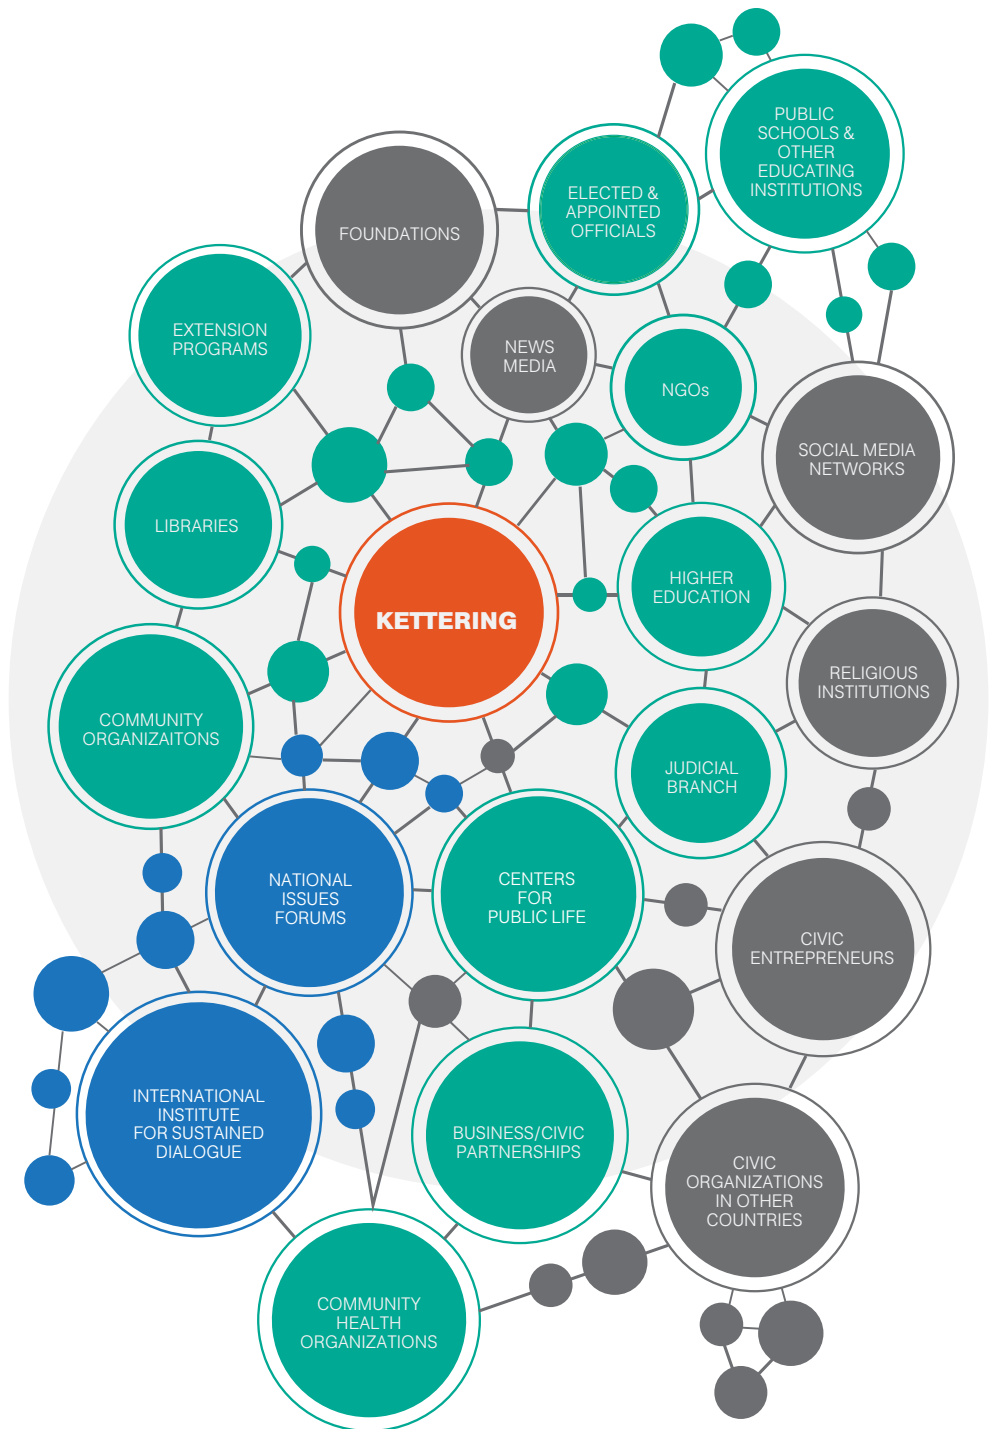 PUBLIC
SCHOOLS &
OTHER
EDUCATING
INSTITUTIONS
ELECTED &
APPOINTED
OFFICIALS
FOUNDATIONS
EXTENSION
PROGRAMS
NEWS
MEDIA
NGOs
SOCIAL MEDIA
NETWORKS
LIBRARIES
HIGHER
EDUCATION
KETTERING
RELIGIOUS
INSTITUTIONS
COMMUNITY
ORGANIZAITONS
JUDICIAL
BRANCH
NATIONAL
ISSUES
FORUMS
CENTERS
FOR
PUBLIC LIFE
CIVIC
ENTREPRENEURS
INTERNATIONAL
INSTITUTE
FOR SUSTAINED
DIALOGUE
BUSINESS/CIVIC
PARTNERSHIPS
CIVIC
ORGANIZATIONS
IN OTHER
COUNTRIES
COMMUNITY
HEALTH
ORGANIZATIONS